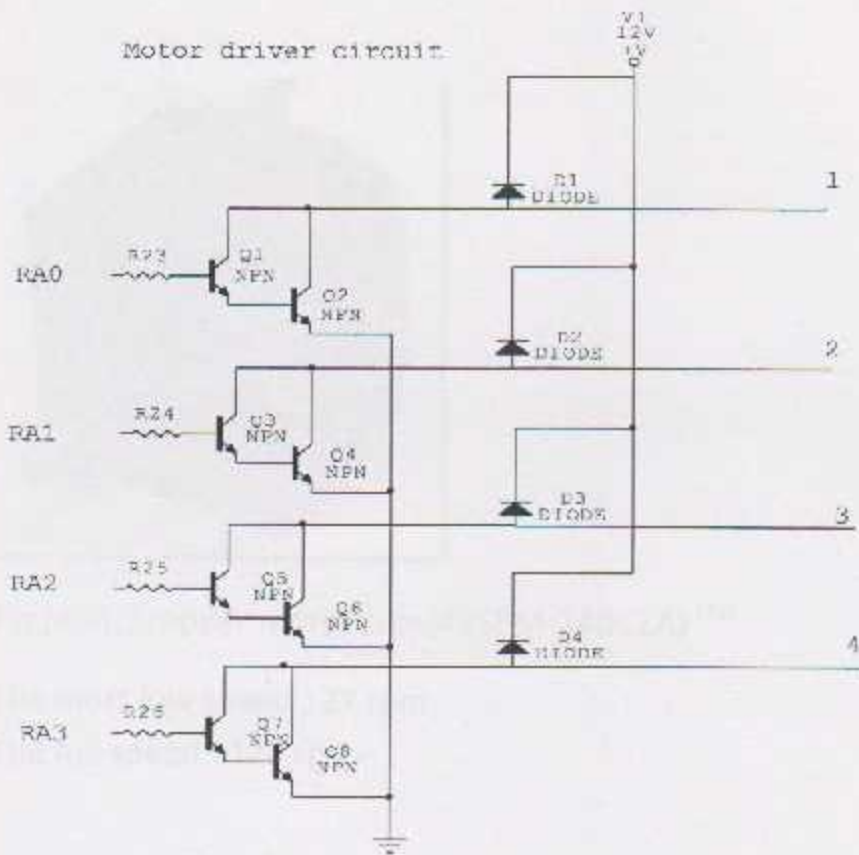 V1
12V
+V
Motor driver circuit
D1
DIODE
1
R23
Q1
NPN
RA0
Q2
NPN
D2
DIODE
2
R24
Q3
NPN
RA1
Q4
NPN
D3
DIODE
3
R25
Q5
NPN
RA2
Q6
NPN
D4
DIODE
4
R26
Q7
NPN
RA3
Q8
NPN